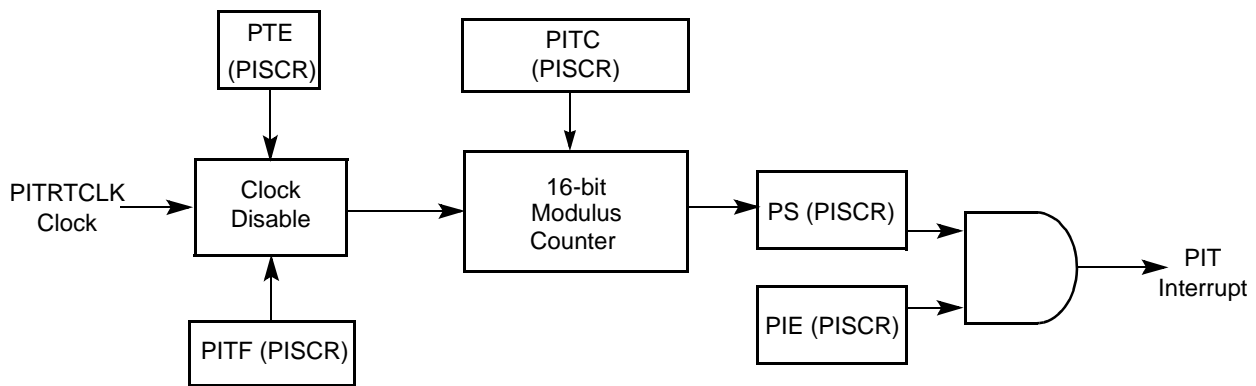 PTE
(PISCR)
PITC
(PISCR)
PITRTCLK
Clock
Clock
Disable
16-bit
Modulus
Counter
PS (PISCR)
PIE (PISCR)
PIT
Interrupt
PITF (PISCR)